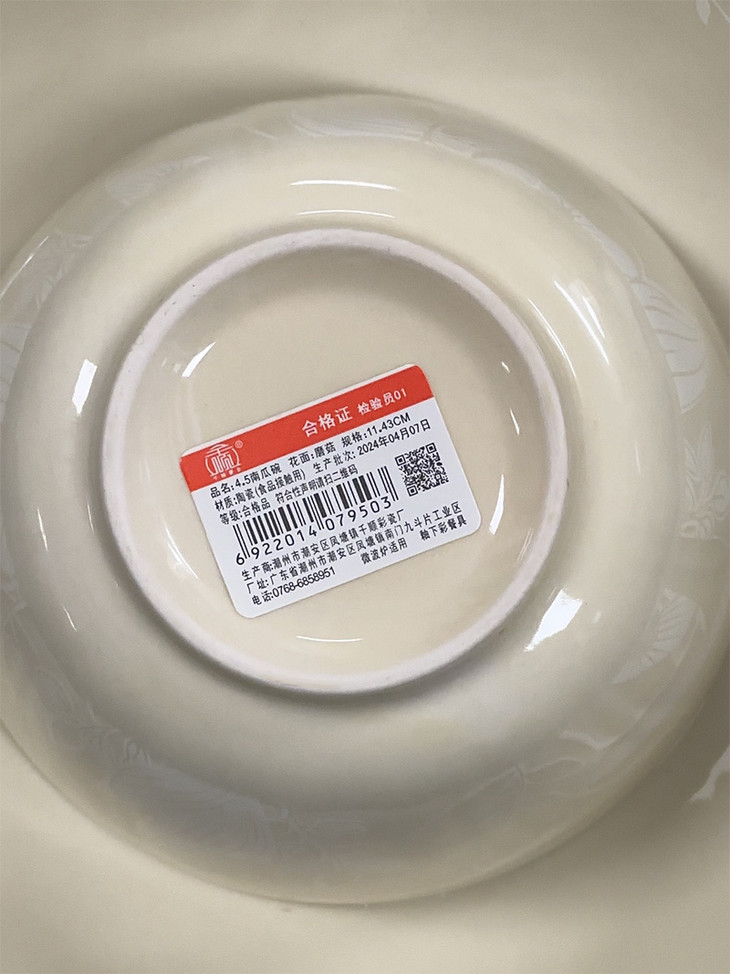 合格证 检验员01
品名:4.5南瓜碗 花面:蘑菇 规格:11.43CM
材质:陶瓷(食品接触用) 生产批次:2024年04月07日
等级:合格品 符合性声明请扫二维码
6 922014 079503
生产商:潮州市潮安区凤塘镇千顺彩瓷厂
厂址:广东省潮州市潮安区凤塘镇南门九斗片工业区
电话:0768-6858951 微波炉适用 釉下彩餐具